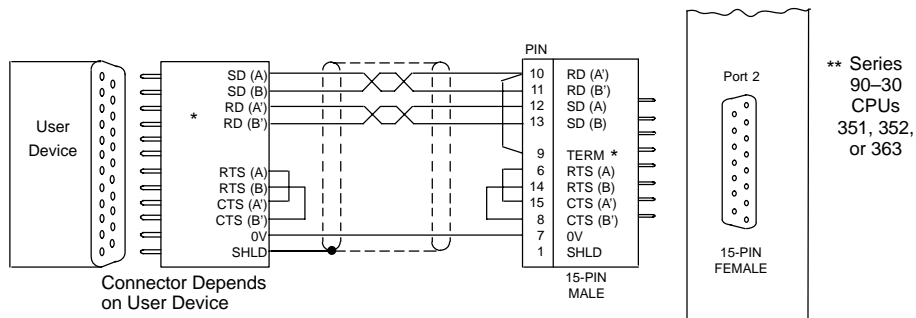 User
Device
*
SD (A)
SD (B)
RD (A')
RD (B')
RTS (A)
RTS (B)
CTS (A')
CTS (B')
0V
SHLD
Connector Depends
on User Device
PIN
10 RD (A')
11 RD (B')
12 SD (A)
13 SD (B)
9 TERM *
6 RTS (A)
14 RTS (B)
15 CTS (A')
8 CTS (B')
7 0V
1 SHLD
15-PIN
MALE
Port 2
15-PIN
FEMALE
** Series
90–30
CPUs
351, 352,
or 363